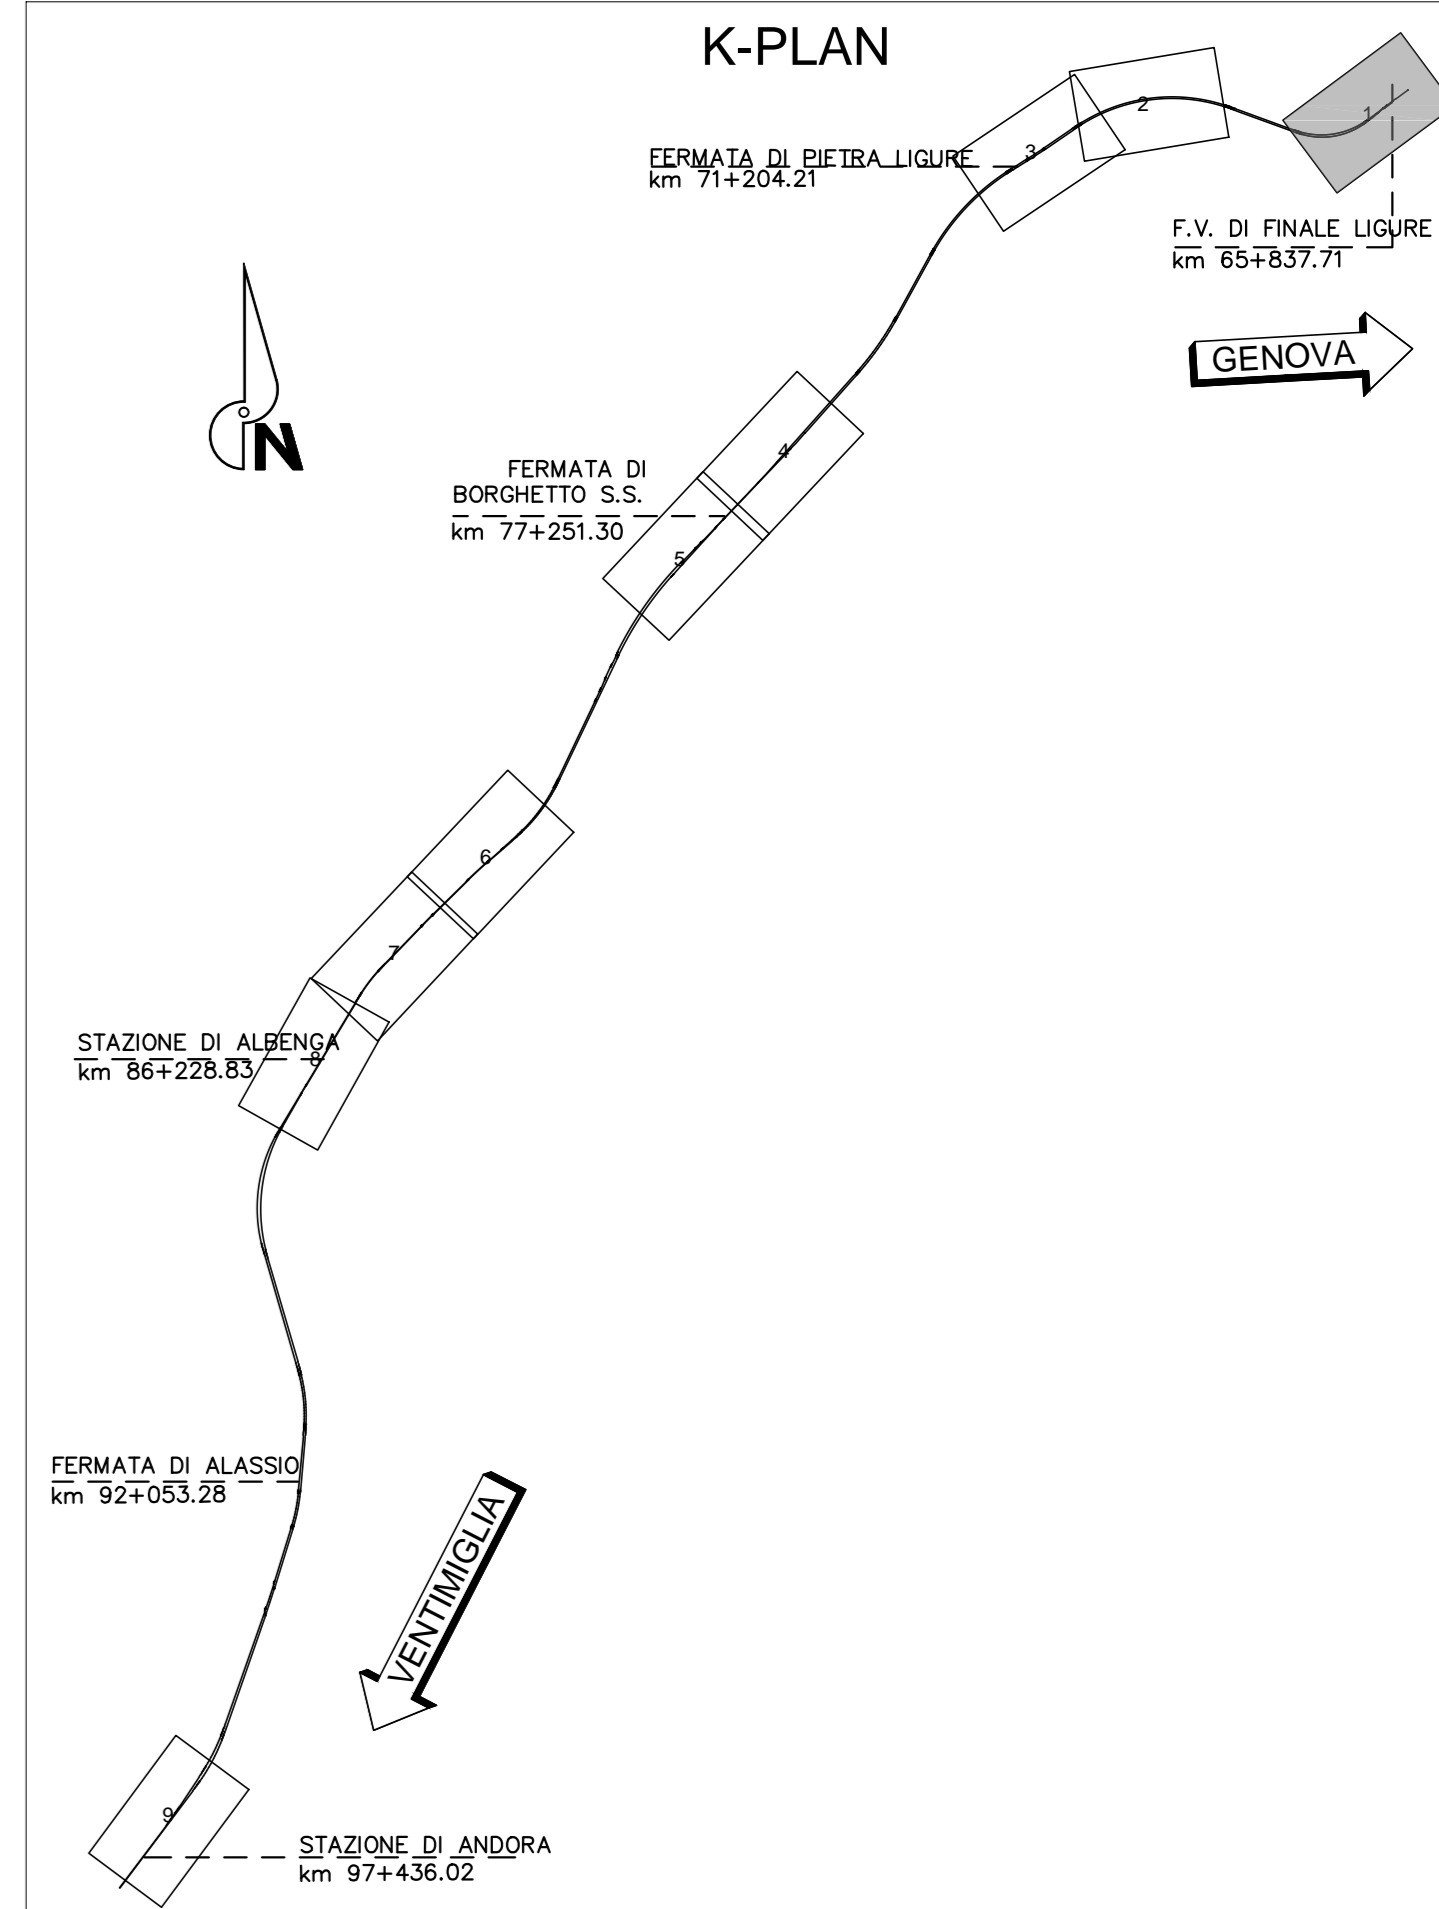 K-PLAN
1
2
3
FERMATA DI PIETRA LIGURE
km 71+204.21
F.V. DI FINALE LIGURE
km 65+837.71
GENOVA
N
4
FERMATA DI
BORGHETTO S.S.
km 77+251.30
5
6
7
STAZIONE DI ALBENGA
km 86+228.83
8
FERMATA DI ALASSIO
km 92+053.28
VENTIMIGLIA
9
STAZIONE DI ANDORA
km 97+436.02